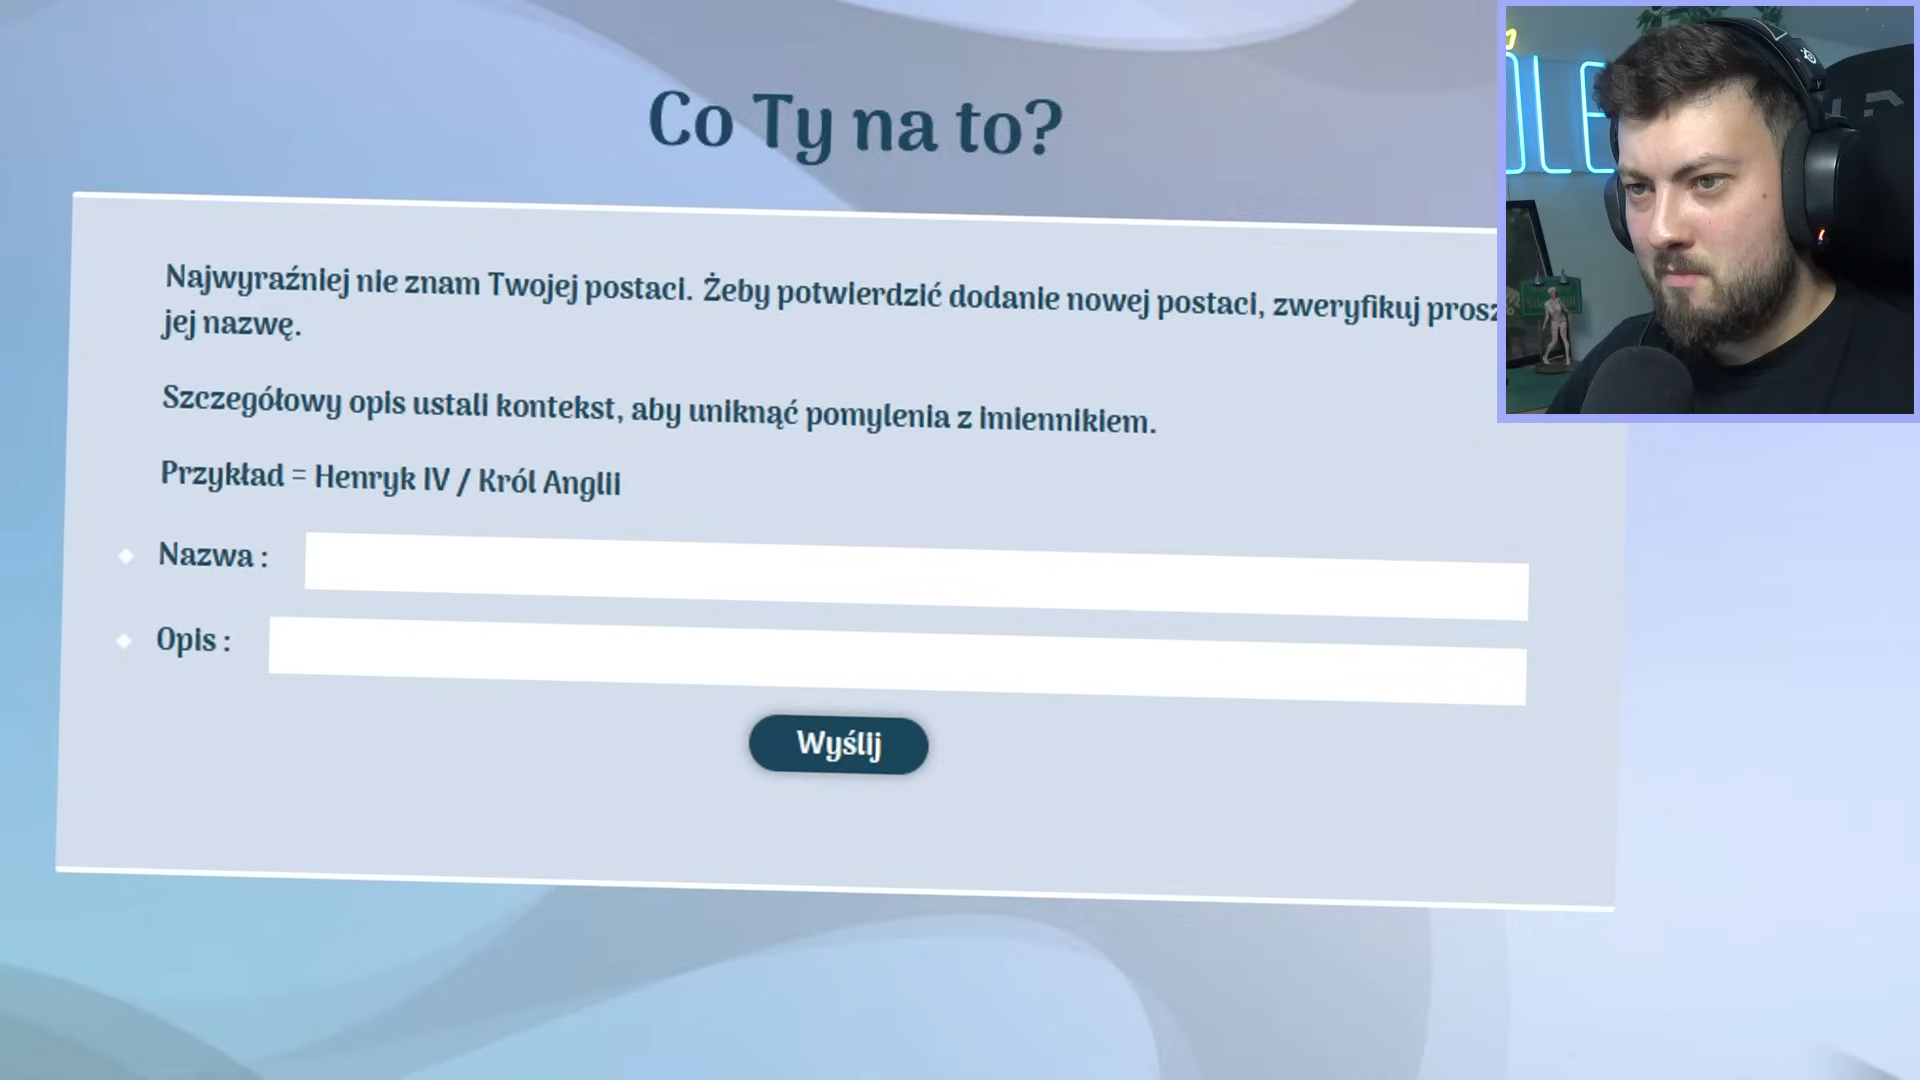 Co Ty na to?
Najwyraźniej nie znam Twojej postaci. Żeby potwierdzić dodanie nowej postaci, zweryfikuj
jej nazwę.
Szczegółowy opis ustali kontekst, aby uniknąć pomylenia z imiennikiem.
Przykład = Henryk IV / Król Anglii
Nazwa :
Opis :
Wyślij